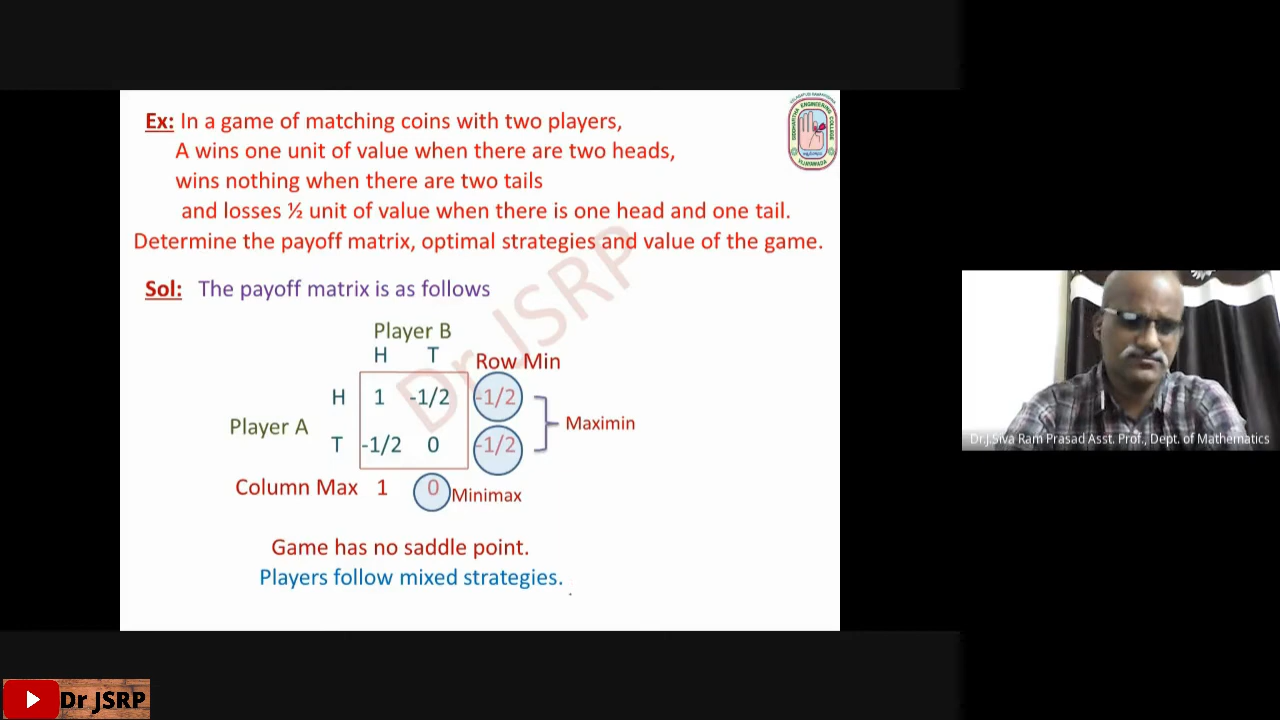 Ex: In a game of matching coins with two players,
A wins one unit of value when there are two heads,
wins nothing when there are two tails
and losses ½ unit of value when there is one head and one tail.
Determine the payoff matrix, optimal strategies and value of the game.
Sol: The payoff matrix is as follows
Player B
H T Row Min
H 1 -1/2 -1/2
Player A Maximin
T -1/2 0 -1/2
Column Max 1 0 Minimax
Game has no saddle point.
Players follow mixed strategies.
Dr JSRP
SIDDHARTHA ENGINEERING COLLEGE
VIJAYAWADA
Dr.J.Siva Ram Prasad Asst. Prof., Dept. of Mathematics
Dr JSRP